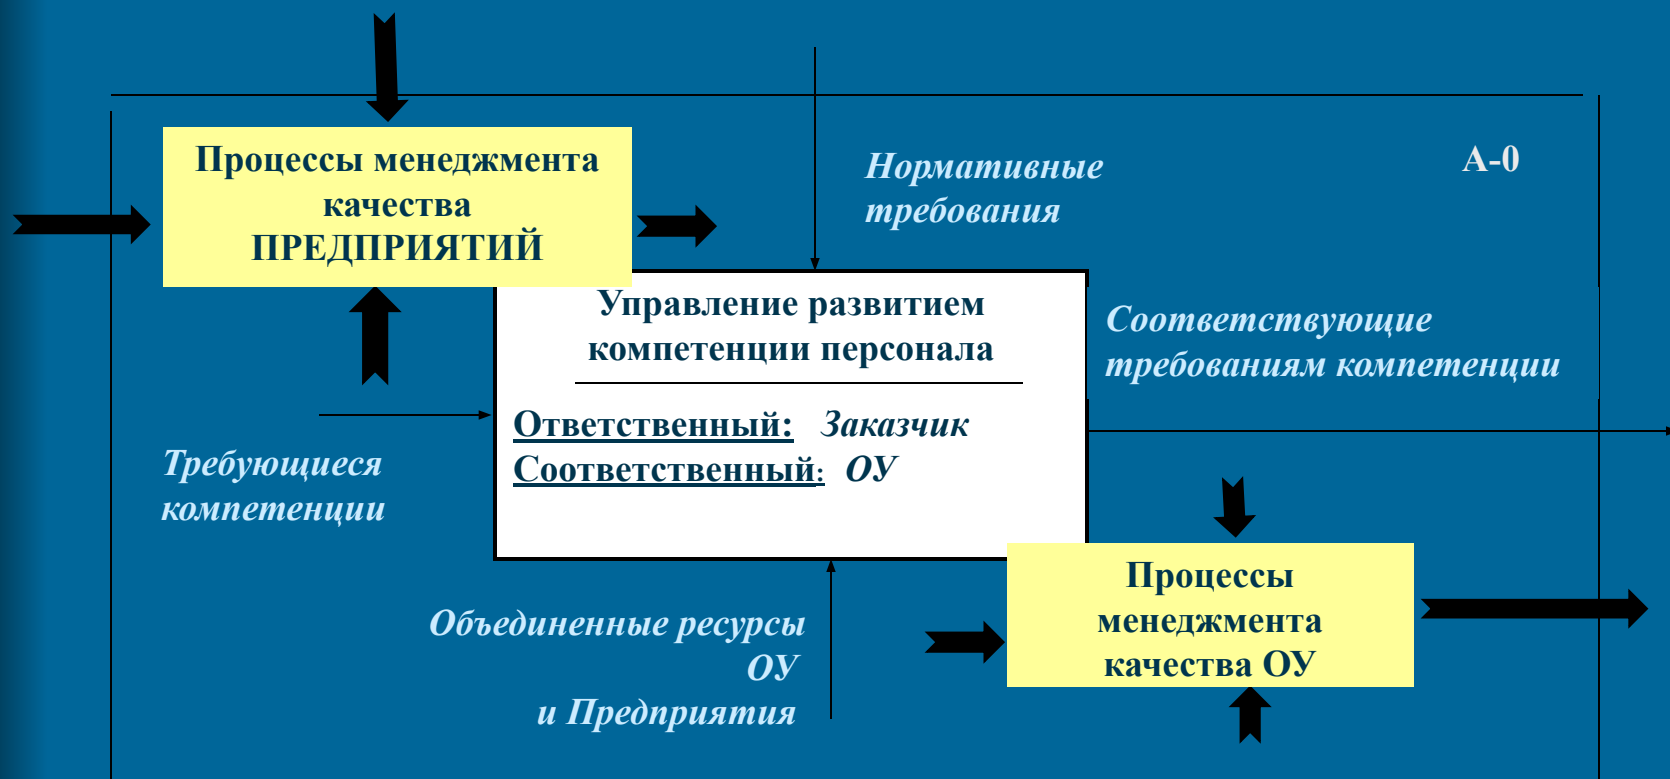 Процессы менеджмента
качества
ПРЕДПРИЯТИЙ
Нормативные
требования
А-0
Управление развитием
компетенции персонала
Соответствующие
требованиям компетенции
Ответственный: Заказчик
Соответственный: ОУ
Требующиеся
компетенции
Объединенные ресурсы
ОУ
и Предприятия
Процессы
менеджмента
качества ОУ